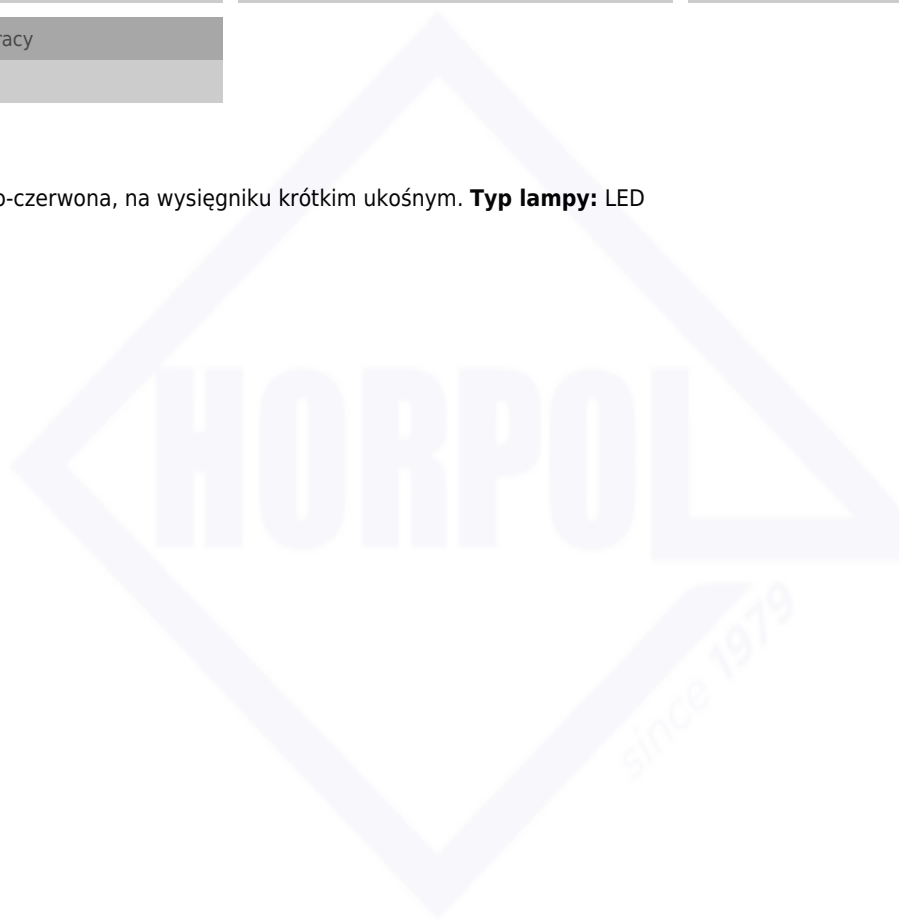 racy
o-czerwona, na wysięgniku krótkim ukośnym. Typ lampy: LED
HORPOL
since 1979